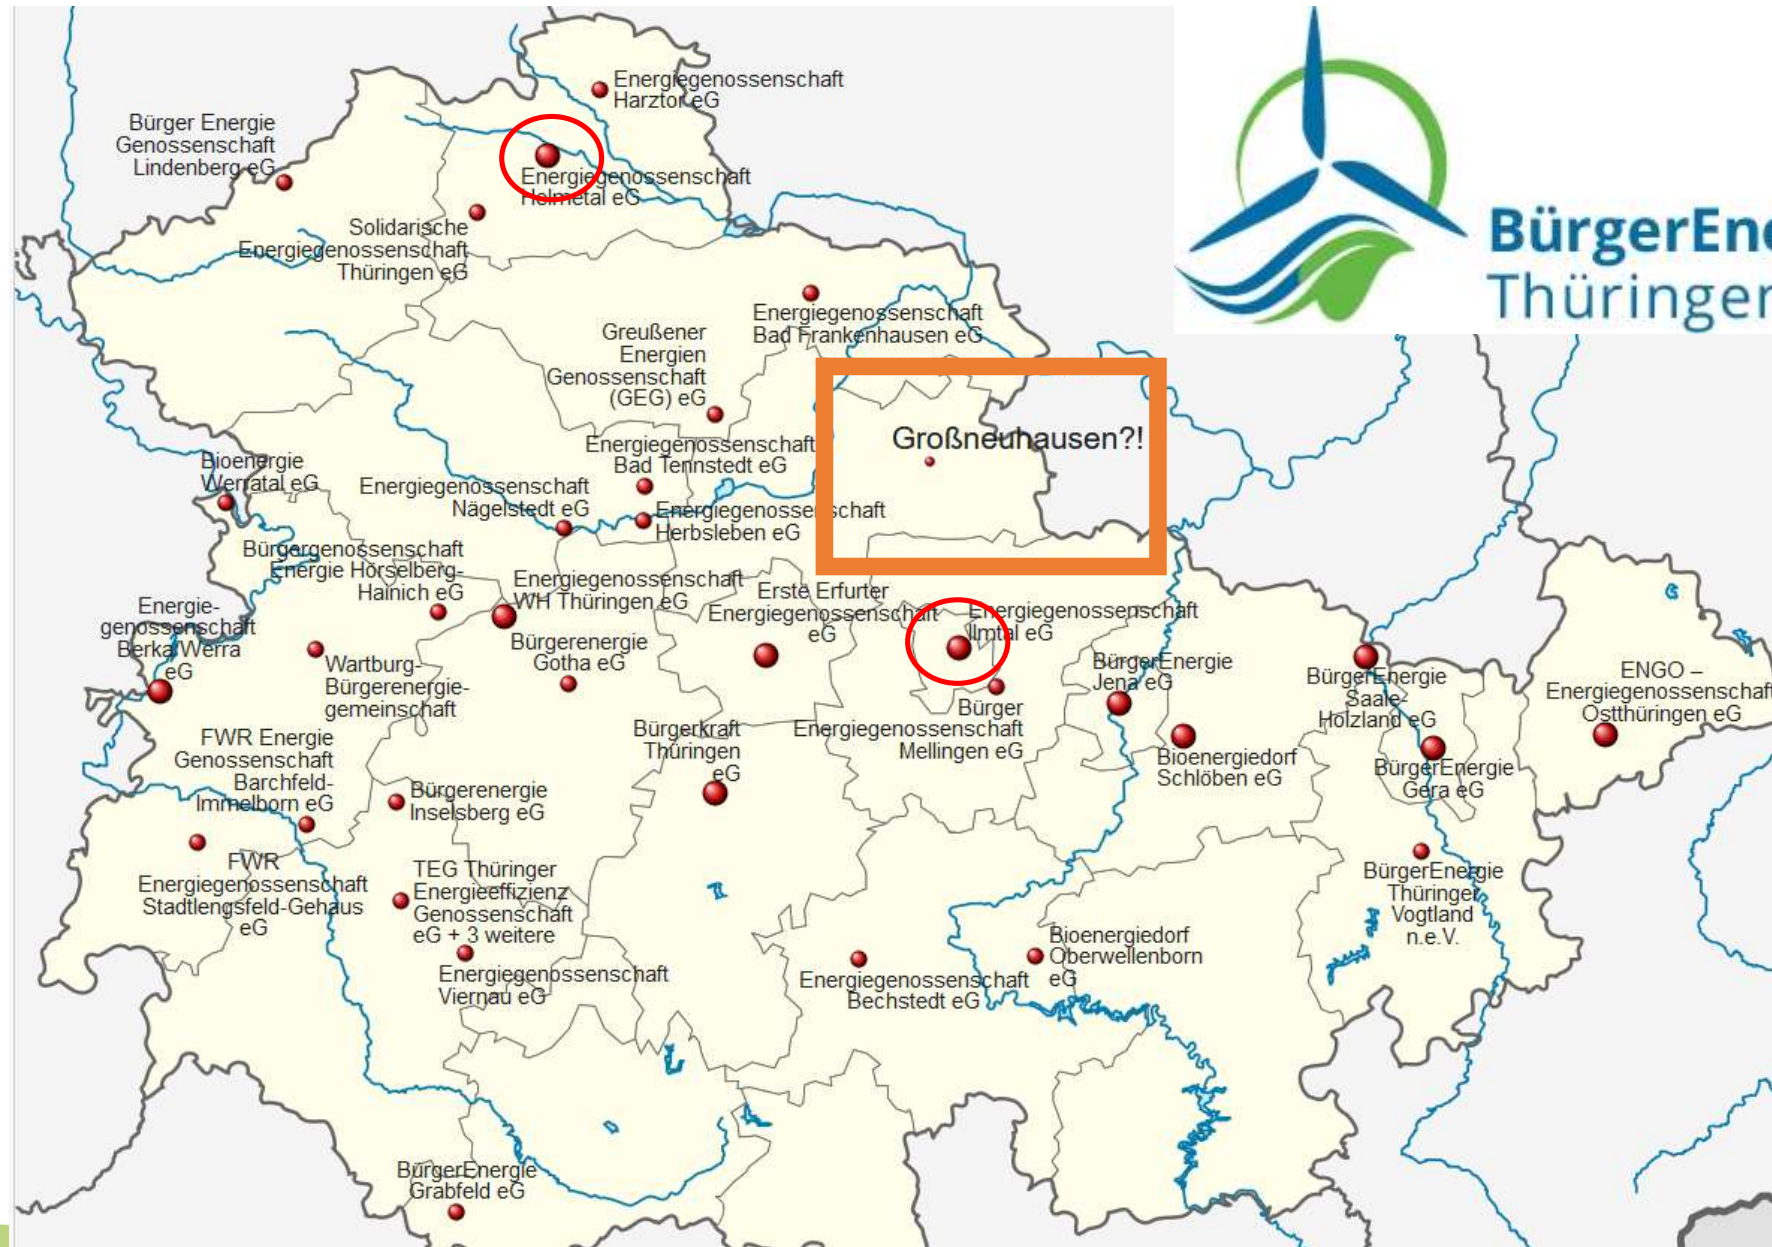 Energiegenossenschaft
Harztor eG
Bürger Energie
Genossenschaft
Lindenberg eG
Energiegenossenschaft
Helmetal eG
Solidarische
Energiegenossenschaft
Thüringen eG
BürgerEne
Thüringer
Energiegenossenschaft
Bad Frankenhausen eG
Greußener
Energien
Genossenschaft
(GEG) eG
Großneuhausen?!
Energiegenossenschaft
Bad Tennstedt eG
Bioenergie
Werratal eG
Energiegenossenschaft
Nägelstedt eG
Energiegenossenschaft
Herbsleben eG
Bürgergenossenschaft
Energie Hörselberg-
Hainich eG
Energiegenossenschaft
WH Thüringen eG
Erste Erfurter
Energiegenossenschaft
eG
Energiegenossenschaft
Ilmtal eG
Energie-
genossenschaft
Berka/Werra
eG
Bürgerenergie
Gotha eG
Wartburg-
Bürgerenergie-
gemeinschaft
BürgerEnergie
Jena eG
BürgerEnergie
Saale-
Holzland eG
ENGO –
Energiegenossenschaft
Ostthüringen eG
Bürger
Energiegenossenschaft
Mellingen eG
Bürgerkraft
Thüringen
eG
FWR Energie
Genossenschaft
Barchfeld-
Immelborn eG
Bioenergiedorf
Schlöben eG
BürgerEnergie
Gera eG
Bürgerenergie
Inselsberg eG
FWR
Energiegenossenschaft
Stadtlengsfeld-Gehaus
eG
TEG Thüringer
Energieeffizienz
Genossenschaft
eG + 3 weitere
BürgerEnergie
Thüringer
Vogtland
n.e.V.
Energiegenossenschaft
Viernau eG
Energiegenossenschaft
Bechstedt eG
Bioenergiedorf
Oberwellenborn
eG
BürgerEnergie
Grabfeld eG